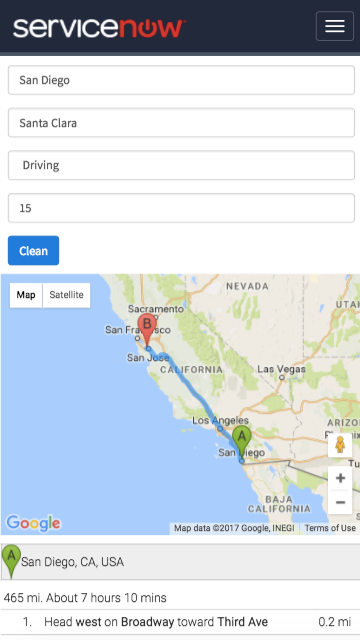 servicenow
San Diego
Santa Clara
Driving
15
Clean
Map
Satellite
NEVADA
UTAH
Sacramento
B
San Francisco
San Jose
CALIFORNIA
Las Vegas
Los Angeles
ARIZO
A
San Diego
BAJA
CALIFORNIA
+
−
Google
Map data ©2017 Google, INEGI
Terms of Use
A
San Diego, CA, USA
465 mi. About 7 hours 10 mins
1. Head west on Broadway toward Third Ave 0.2 mi